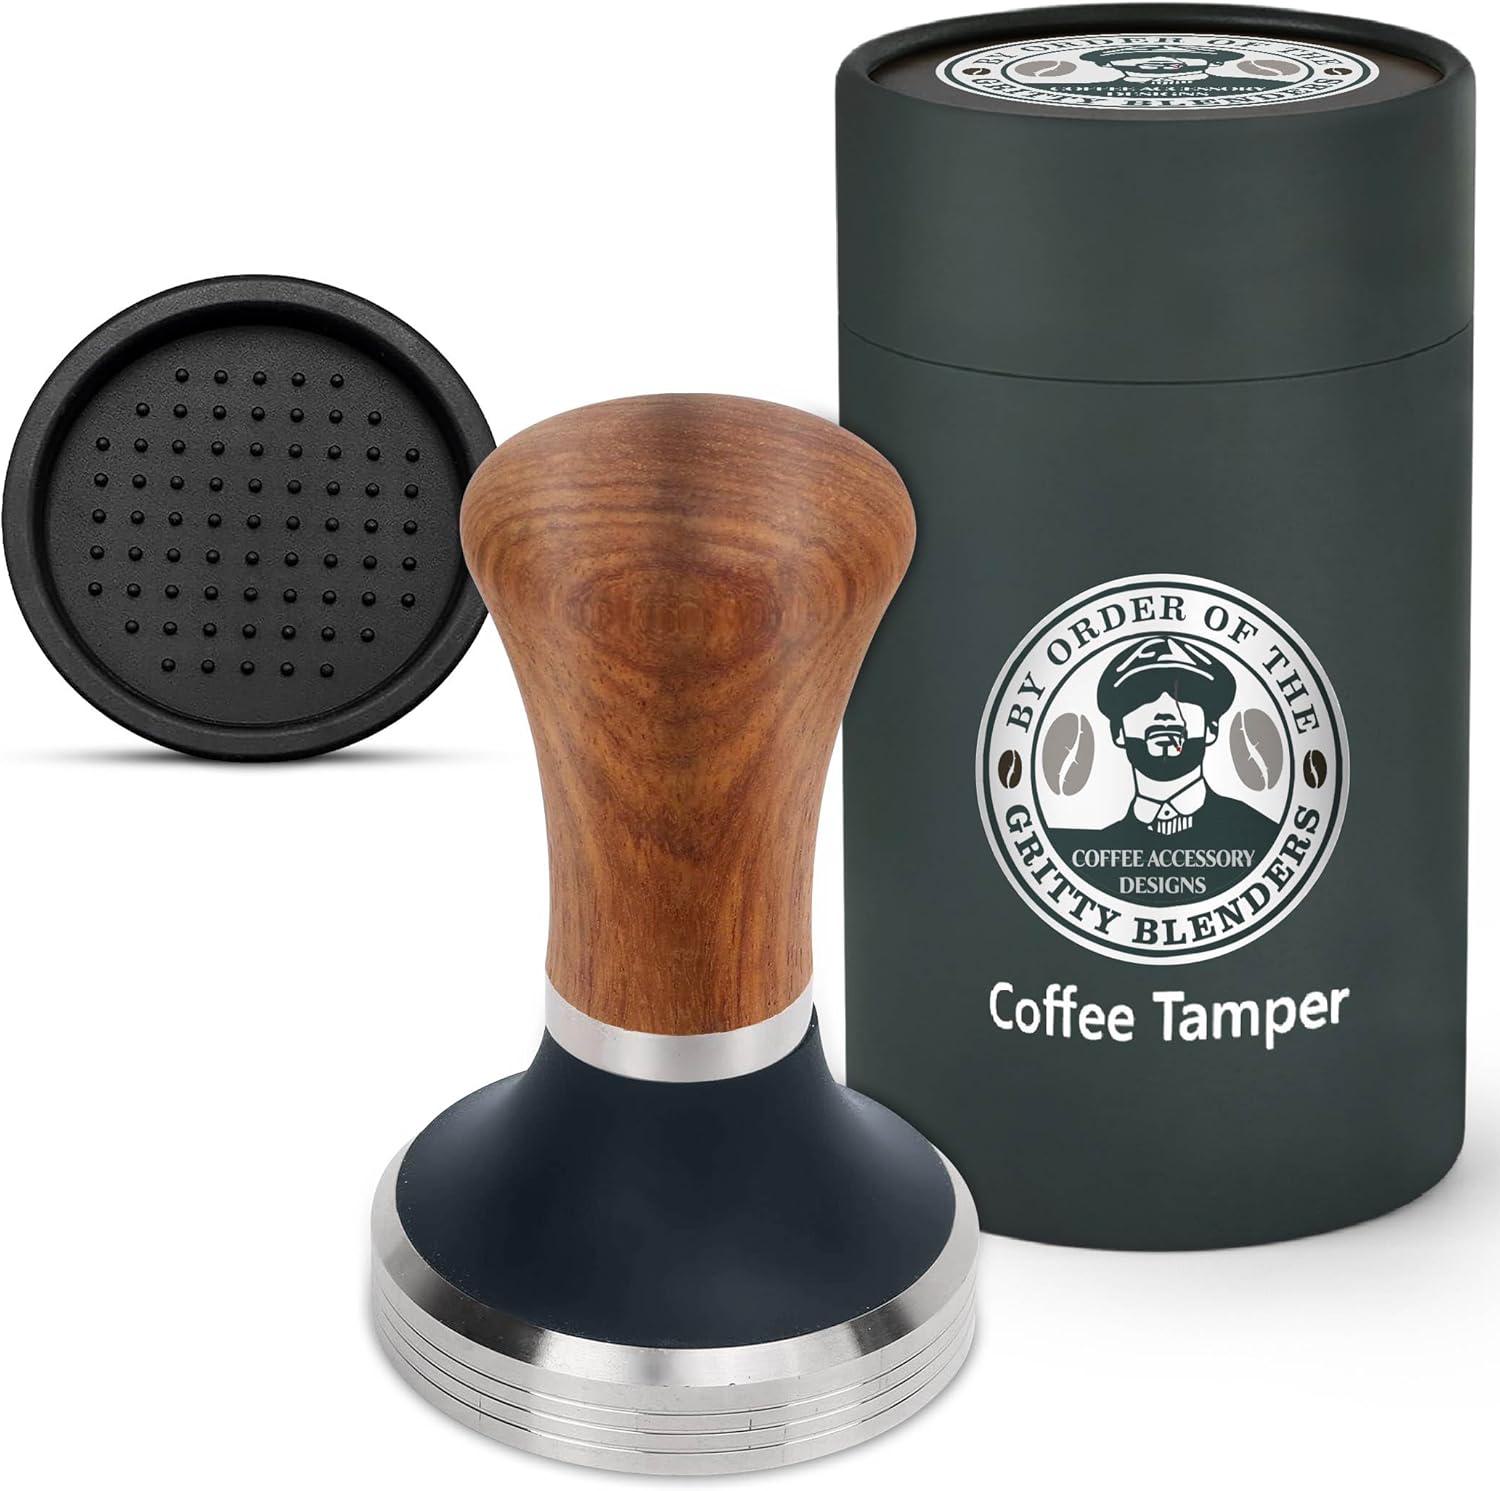 BY ORDER OF THE
COFFEE ACCESSORY
DESIGNS
GRITTY BLENDERS
BY ORDER OF THE
COFFEE ACCESSORY
DESIGNS
GRITTY BLENDERS
Coffee Tamper